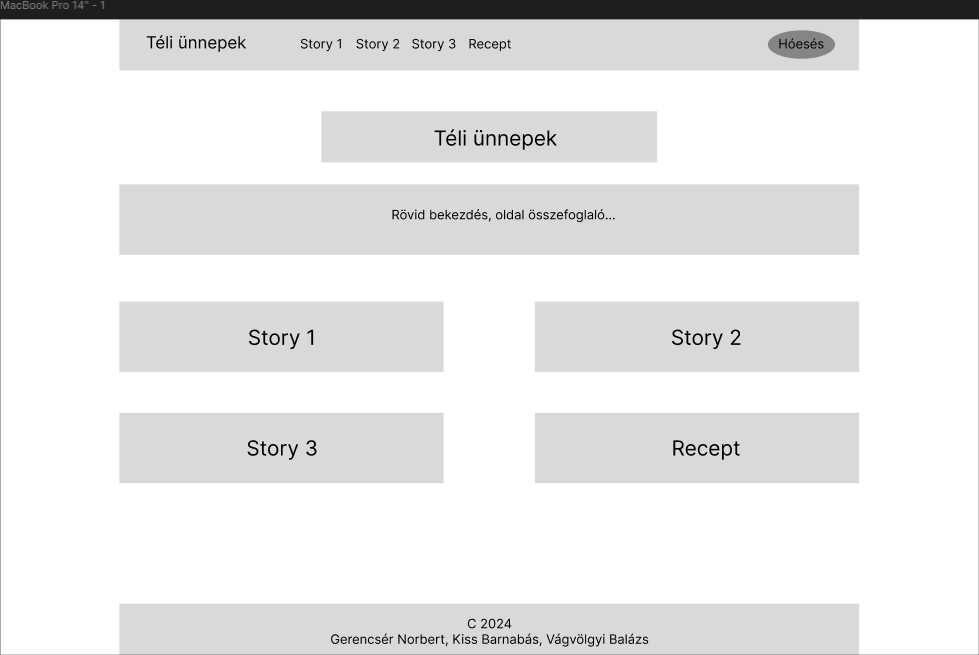 MacBook Pro 14" - 1
Téli ünnepek Story 1 Story 2 Story 3 Recept Hóesés
Téli ünnepek
Rövid bekezdés, oldal összefoglaló...
Story 1 Story 2
Story 3 Recept
C 2024
Gerencsér Norbert, Kiss Barnabás, Vágvölgyi Balázs